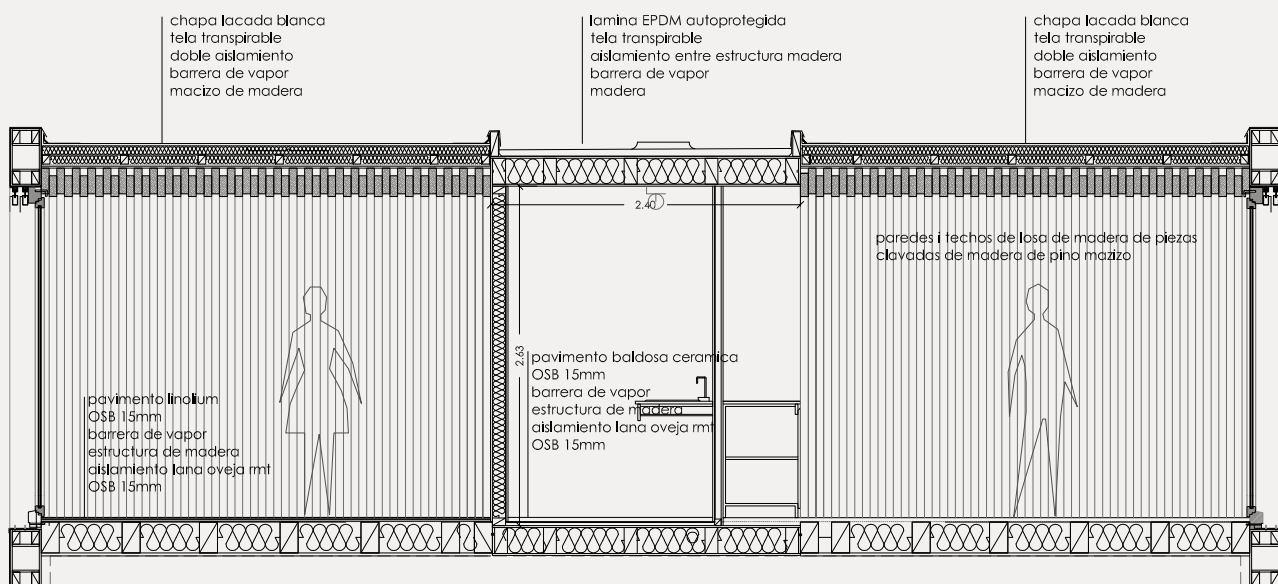 chapa lacada blanca
tela transpirable
doble aislamiento
barrera de vapor
macizo de madera
lamina EPDM autoprotegida
tela transpirable
aislamiento entre estructura madera
barrera de vapor
madera
chapa lacada blanca
tela transpirable
doble aislamiento
barrera de vapor
macizo de madera
2.40
paredes i techos de losa de madera de piezas
clavadas de madera de pino mazizo
2.63
pavimento baldosa ceramica
OSB 15mm
barrera de vapor
estructura de madera
aislamiento lana oveja rmt
OSB 15mm
pavimento linolium
OSB 15mm
barrera de vapor
estructura de madera
aislamiento lana oveja rmt
OSB 15mm